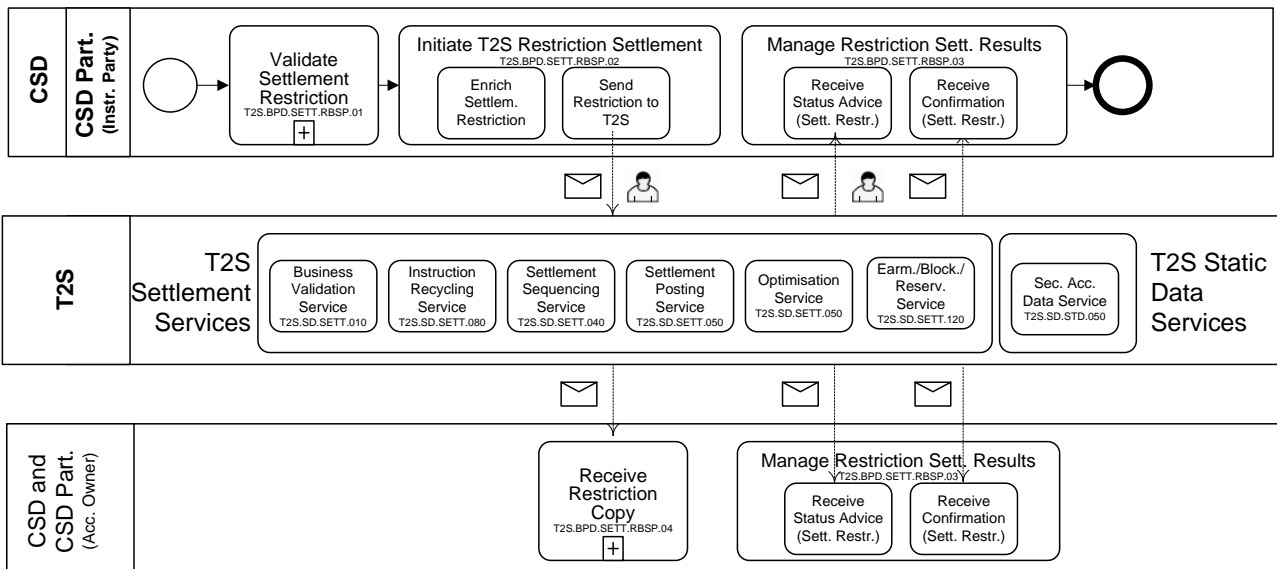 CSD
CSD Part.
(Instr. Party)
Validate
Settlement
Restriction
T2S.BPD.SETT.RBSP.01
+
Initiate T2S Restriction Settlement
T2S.BPD.SETT.RBSP.02
Enrich
Settlem.
Restriction
Send
Restriction to
T2S
Manage Restriction Sett. Results
T2S.BPD.SETT.RBSP.03
Receive
Status Advice
(Sett. Restr.)
Receive
Confirmation
(Sett. Restr.)
T2S
T2S
Settlement
Services
Business
Validation
Service
T2S.SD.SETT.010
Instruction
Recycling
Service
T2S.SD.SETT.080
Settlement
Sequencing
Service
T2S.SD.SETT.040
Settlement
Posting
Service
T2S.SD.SETT.050
Optimisation
Service
T2S.SD.SETT.050
Earm./Block./
Reserv.
Service
T2S.SD.SETT.120
Sec. Acc.
Data Service
T2S.SD.STD.050
T2S Static
Data
Services
CSD and
CSD Part.
(Acc. Owner)
Receive
Restriction
Copy
T2S.BPD.SETT.RBSP.04
+
Manage Restriction Sett. Results
T2S.BPD.SETT.RBSP.03
Receive
Status Advice
(Sett. Restr.)
Receive
Confirmation
(Sett. Restr.)